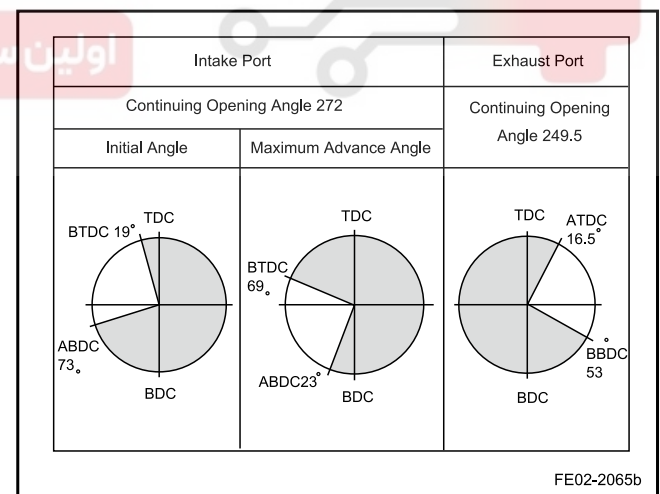 اولین س
Intake Port
Exhaust Port
Continuing Opening Angle 272
Continuing Opening
Angle 249.5
Initial Angle
Maximum Advance Angle
TDC
BTDC 19°
ABDC
73°
BDC
TDC
BTDC
69°
ABDC23°
BDC
TDC
ATDC
16.5°
BBDC
53°
BDC
FE02-2065b